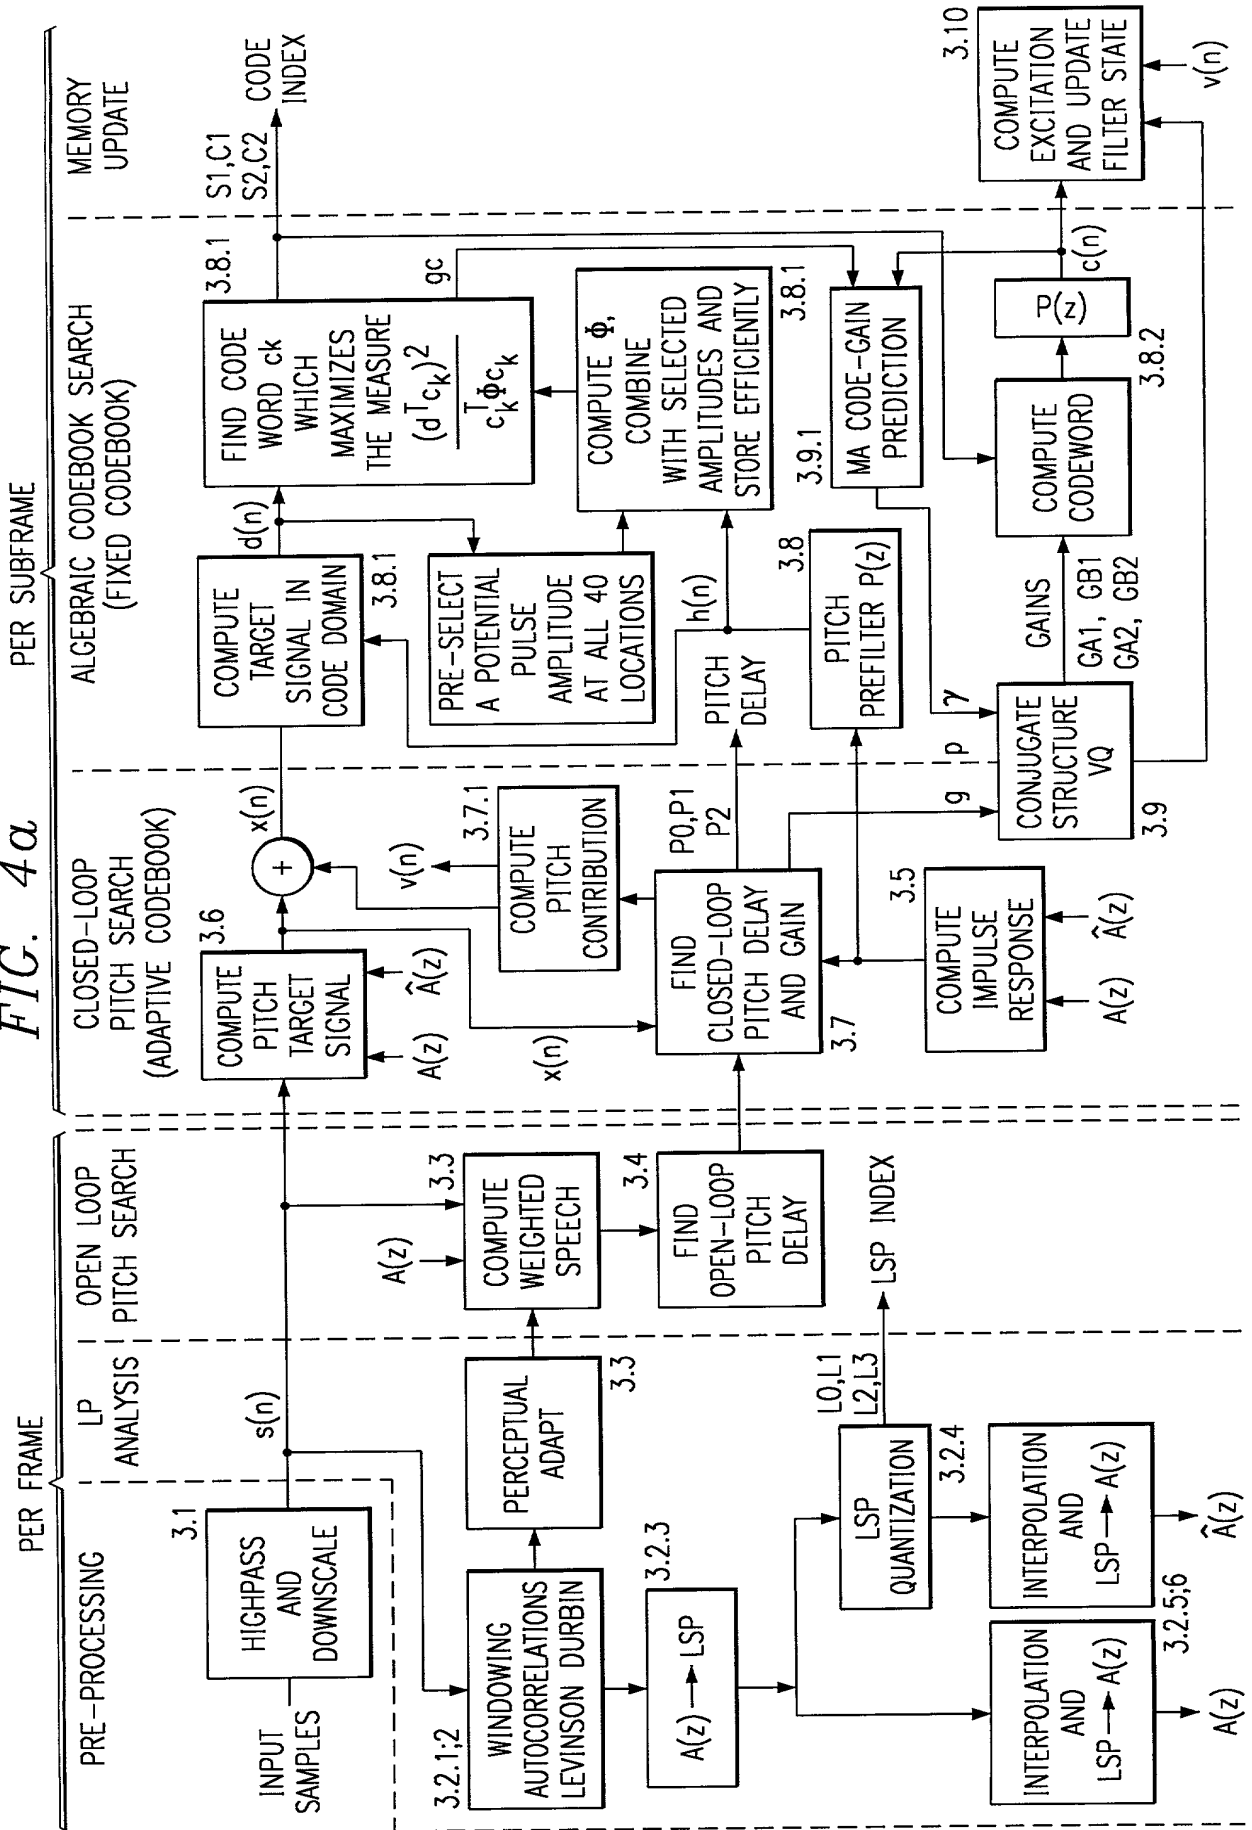 FIG. 4a
PER FRAME
PER SUBFRAME
PRE-PROCESSING
LP
ANALYSIS
OPEN LOOP
PITCH SEARCH
CLOSED-LOOP
PITCH SEARCH
(ADAPTIVE CODEBOOK)
ALGEBRAIC CODEBOOK SEARCH
(FIXED CODEBOOK)
MEMORY
UPDATE
INPUT
SAMPLES
3.1
HIGHPASS
AND
DOWNSCALE
s(n)
3.2.1;2
WINDOWING
AUTOCORRELATIONS
LEVINSON DURBIN
PERCEPTUAL
ADAPT
3.3
3.2.3
A(z) → LSP
LSP
QUANTIZATION
3.2.4
L0,L1
L2,L3
LSP INDEX
INTERPOLATION
AND
LSP → A(z)
A(z)
INTERPOLATION
AND
LSP → A(z)
3.2.5;6
Â(z)
A(z)
3.3
COMPUTE
WEIGHTED
SPEECH
3.4
FIND
OPEN-LOOP
PITCH
DELAY
3.6
COMPUTE
PITCH
TARGET
SIGNAL
A(z)
Â(z)
+
x(n)
x(n)
v(n)
3.7.1
COMPUTE
PITCH
CONTRIBUTION
FIND
CLOSED-LOOP
PITCH DELAY
AND GAIN
3.7
P0,P1
P2
PITCH
DELAY
3.5
COMPUTE
IMPULSE
RESPONSE
A(z)
Â(z)
COMPUTE
TARGET
SIGNAL IN
CODE DOMAIN
3.8.1
d(n)
PRE-SELECT
A POTENTIAL
PULSE
AMPLITUDE
AT ALL 40
LOCATIONS
h(n)
3.8
PITCH
PREFILTER P(z)
g
p
γ
CONJUGATE
STRUCTURE
VQ
3.9
3.8.1
FIND CODE
WORD ck
WHICH
MAXIMIZES
THE MEASURE
(d^T c_k)^2
c_k^T Φ c_k
gc
COMPUTE Φ,
COMBINE
WITH SELECTED
AMPLITUDES AND
STORE EFFICIENTLY
3.8.1
3.9.1
MA CODE-GAIN
PREDICTION
GAINS
GA1, GB1
GA2, GB2
COMPUTE
CODEWORD
P(z)
3.8.2
c(n)
S1,C1
S2,C2
CODE
INDEX
3.10
COMPUTE
EXCITATION
AND UPDATE
FILTER STATE
v(n)